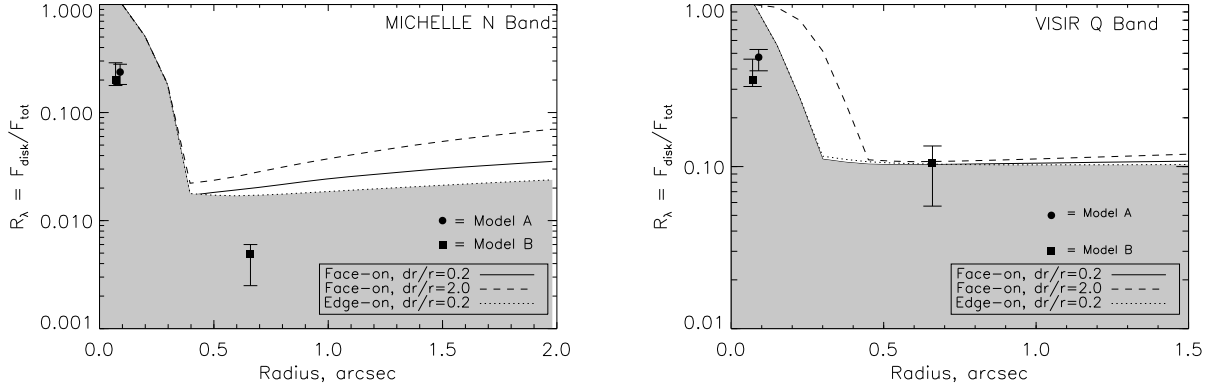 MICHELLE N Band
1.000
0.100
0.010
0.001
R_λ = F_disk/F_tot
● = Model A
■ = Model B
Face-on, dr/r=0.2
Face-on, dr/r=2.0
Edge-on, dr/r=0.2
0.0 0.5 1.0 1.5 2.0
Radius, arcsec
VISIR Q Band
1.00
0.10
0.01
R_λ = F_disk/F_tot
● = Model A
■ = Model B
Face-on, dr/r=0.2
Face-on, dr/r=2.0
Edge-on, dr/r=0.2
0.0 0.5 1.0 1.5
Radius, arcsec